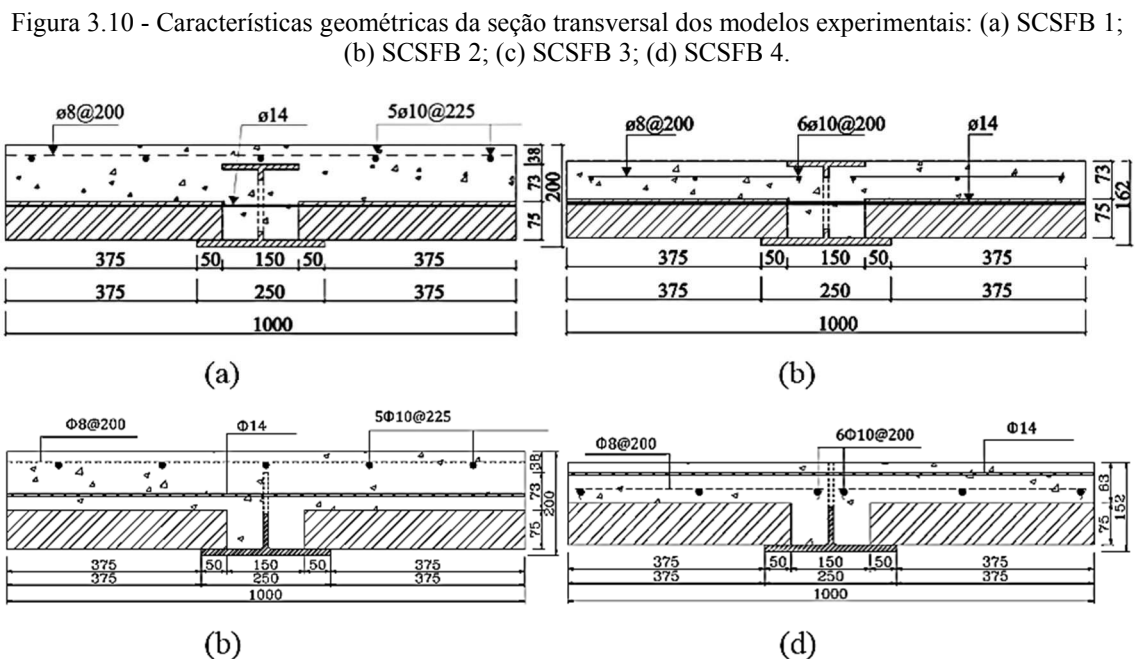 Figura 3.10 - Características geométricas da seção transversal dos modelos experimentais: (a) SCSFB 1;
(b) SCSFB 2; (c) SCSFB 3; (d) SCSFB 4.
ø8@200 ø14 5ø10@225
38
73
75
200
375 50 150 50 375
375 250 375
1000
(a)
ø8@200 6ø10@200 ø14
73
75
162
375 50 150 50 375
375 250 375
1000
(b)
Φ8@200 Φ14 5Φ10@225
38
73
75
200
375 50 150 50 375
375 250 375
1000
(b)
Φ8@200 6Φ10@200 Φ14
63
75
152
375 50 150 50 375
375 250 375
1000
(d)